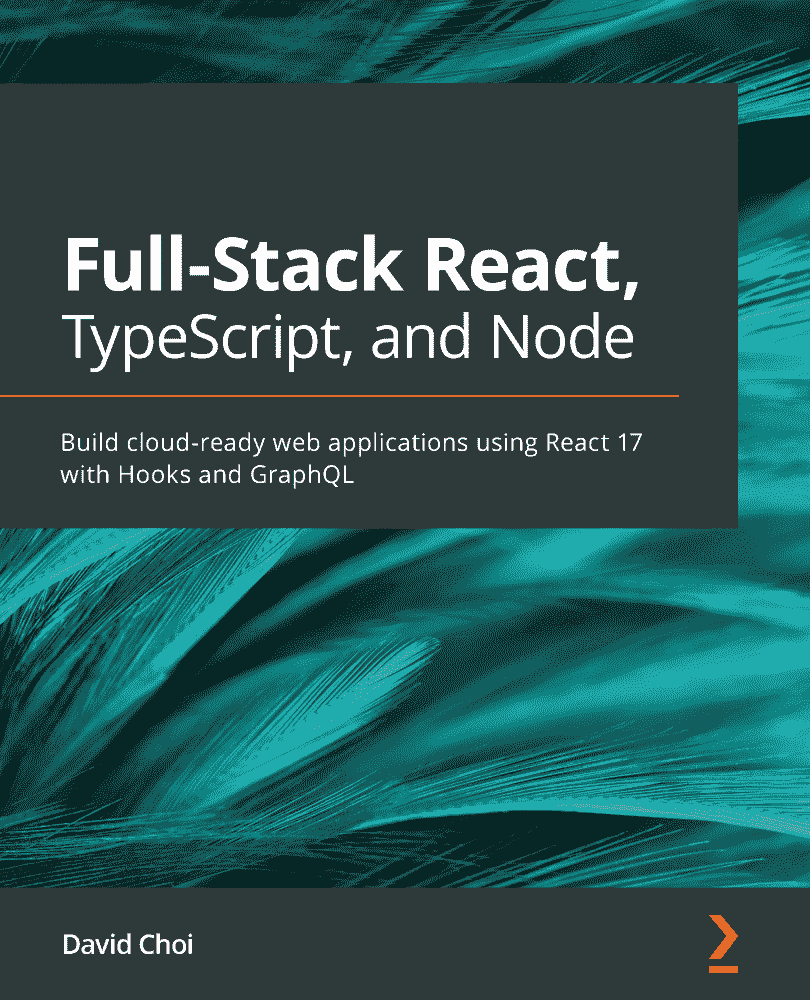 Full-Stack React,
TypeScript, and Node
Build cloud-ready web applications using React 17
with Hooks and GraphQL
David Choi